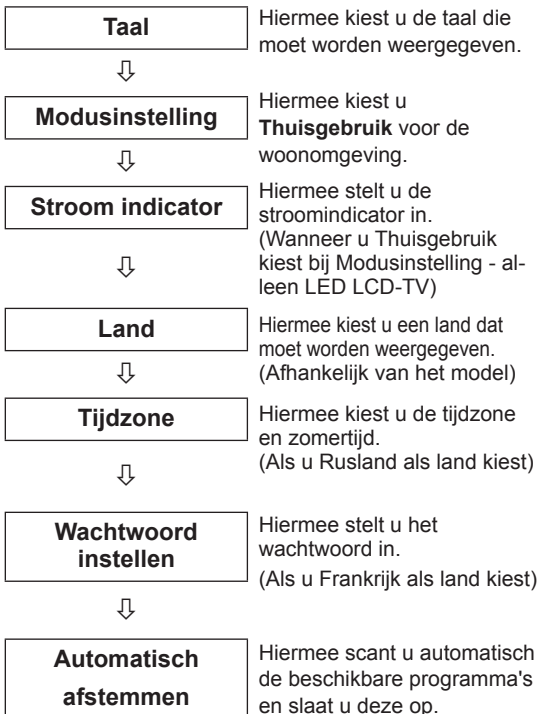 Taal
Hiermee kiest u de taal die
moet worden weergegeven.
⇩
Modusinstelling
Hiermee kiest u
Thuisgebruik voor de
woonomgeving.
⇩
Stroom indicator
Hiermee stelt u de
stroomindicator in.
(Wanneer u Thuisgebruik
kiest bij Modusinstelling - al-
leen LED LCD-TV)
⇩
Land
Hiermee kiest u een land dat
moet worden weergegeven.
(Afhankelijk van het model)
⇩
Tijdzone
Hiermee kiest u de tijdzone
en zomertijd.
(Als u Rusland als land kiest)
⇩
Wachtwoord
instellen
Hiermee stelt u het
wachtwoord in.
(Als u Frankrijk als land kiest)
⇩
Automatisch
afstemmen
Hiermee scant u automatisch
de beschikbare programma's
en slaat u deze op.